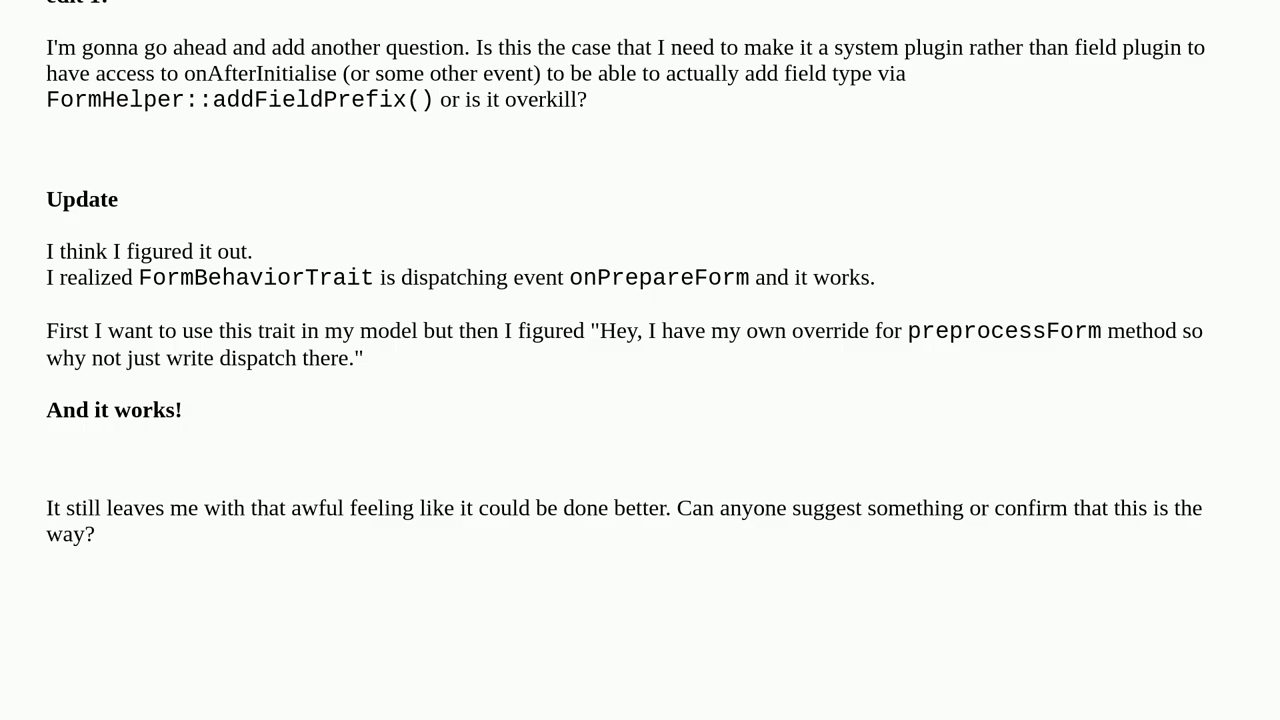 edit 1:
I'm gonna go ahead and add another question. Is this the case that I need to make it a system plugin rather than field plugin to
have access to onAfterInitialise (or some other event) to be able to actually add field type via
FormHelper::addFieldPrefix() or is it overkill?
Update
I think I figured it out.
I realized FormBehaviorTrait is dispatching event onPrepareForm and it works.
First I want to use this trait in my model but then I figured "Hey, I have my own override for preprocessForm method so
why not just write dispatch there."
And it works!
It still leaves me with that awful feeling like it could be done better. Can anyone suggest something or confirm that this is the
way?